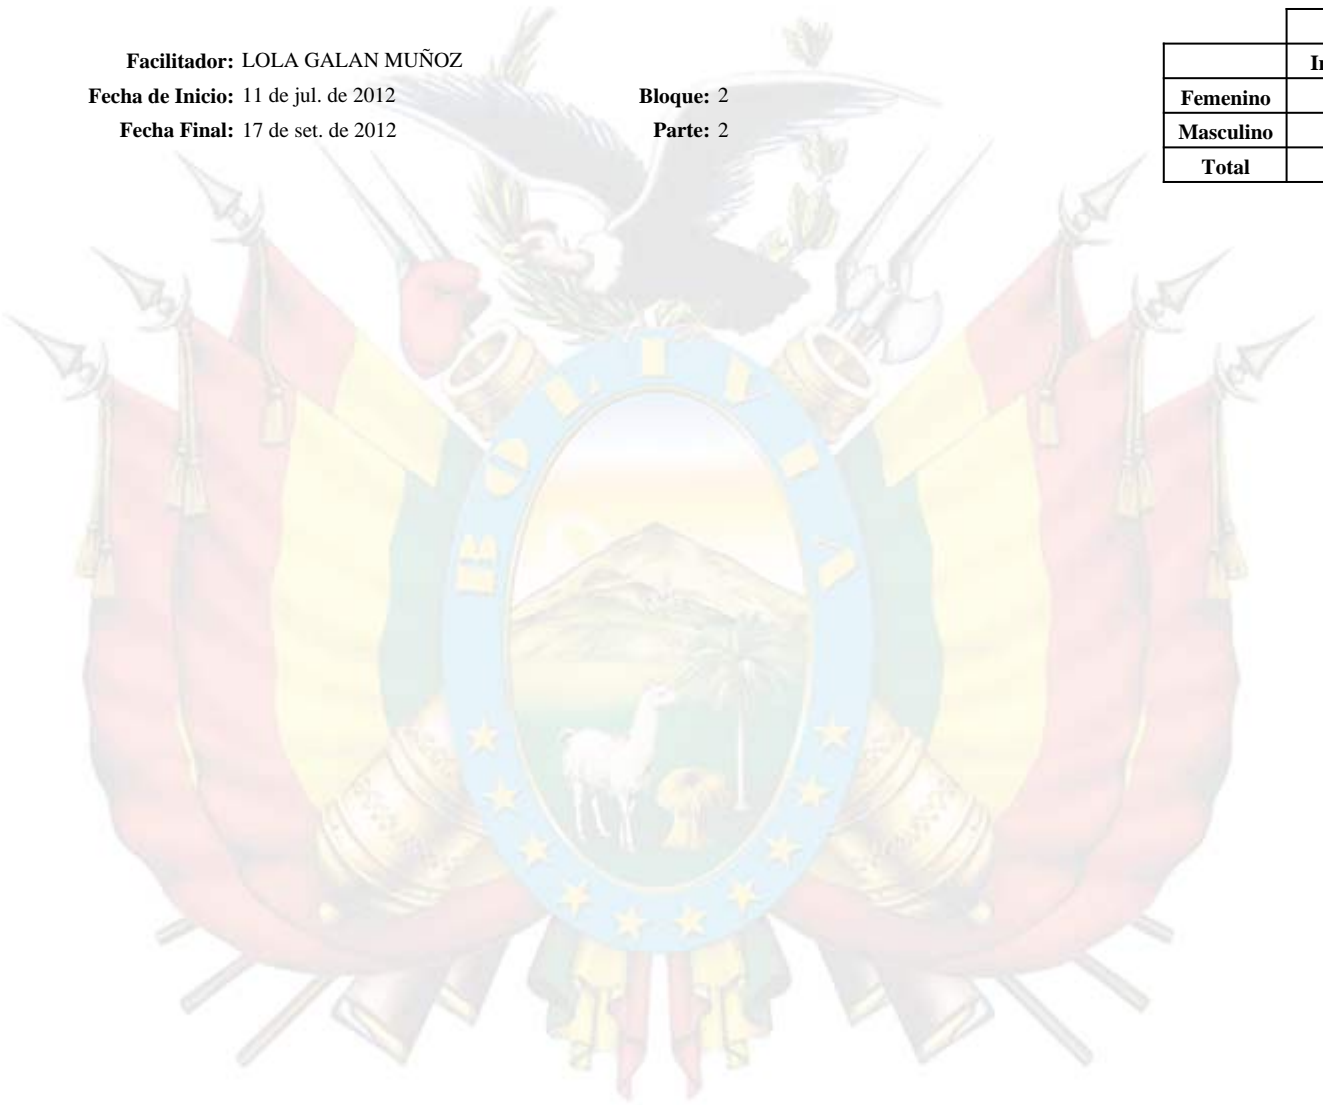 Facilitador: LOLA GALAN MUÑOZ
Fecha de Inicio: 11 de jul. de 2012 Bloque: 2
Fecha Final: 17 de set. de 2012 Parte: 2
Femenino
Masculino
Total
BOLIVIA